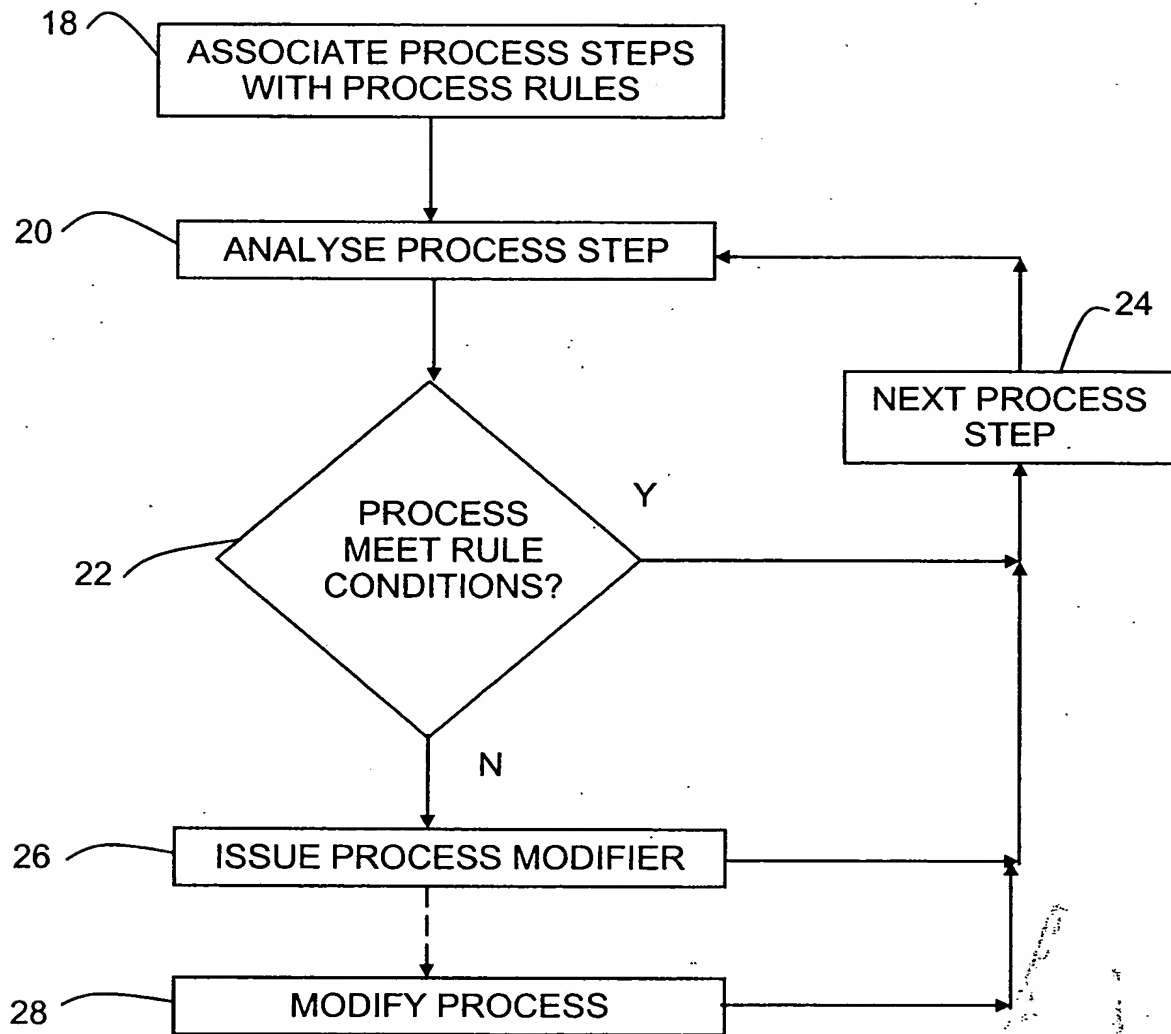 18
ASSOCIATE PROCESS STEPS
WITH PROCESS RULES
20
ANALYSE PROCESS STEP
24
NEXT PROCESS
STEP
Y
PROCESS
MEET RULE
CONDITIONS?
22
N
26
ISSUE PROCESS MODIFIER
28
MODIFY PROCESS